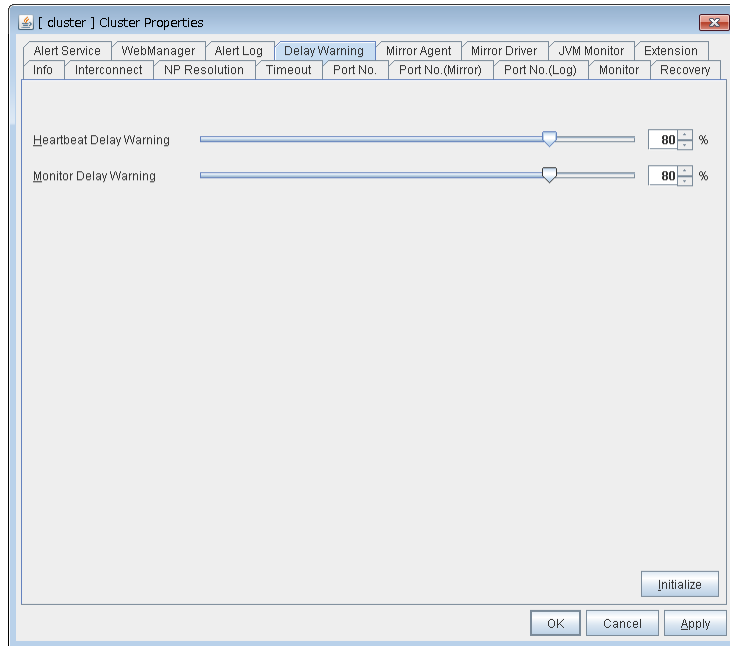 [ cluster ] Cluster Properties
Alert Service WebManager Alert Log Delay Warning Mirror Agent Mirror Driver JVM Monitor Extension
Info Interconnect NP Resolution Timeout Port No. Port No.(Mirror) Port No.(Log) Monitor Recovery
Heartbeat Delay Warning 80 %
Monitor Delay Warning 80 %
Initialize
OK Cancel Apply